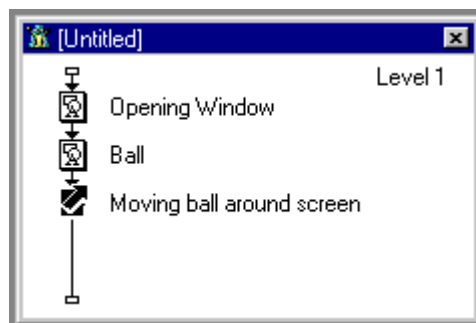 [Untitled]
Level 1
Opening Window
Ball
Moving ball around screen